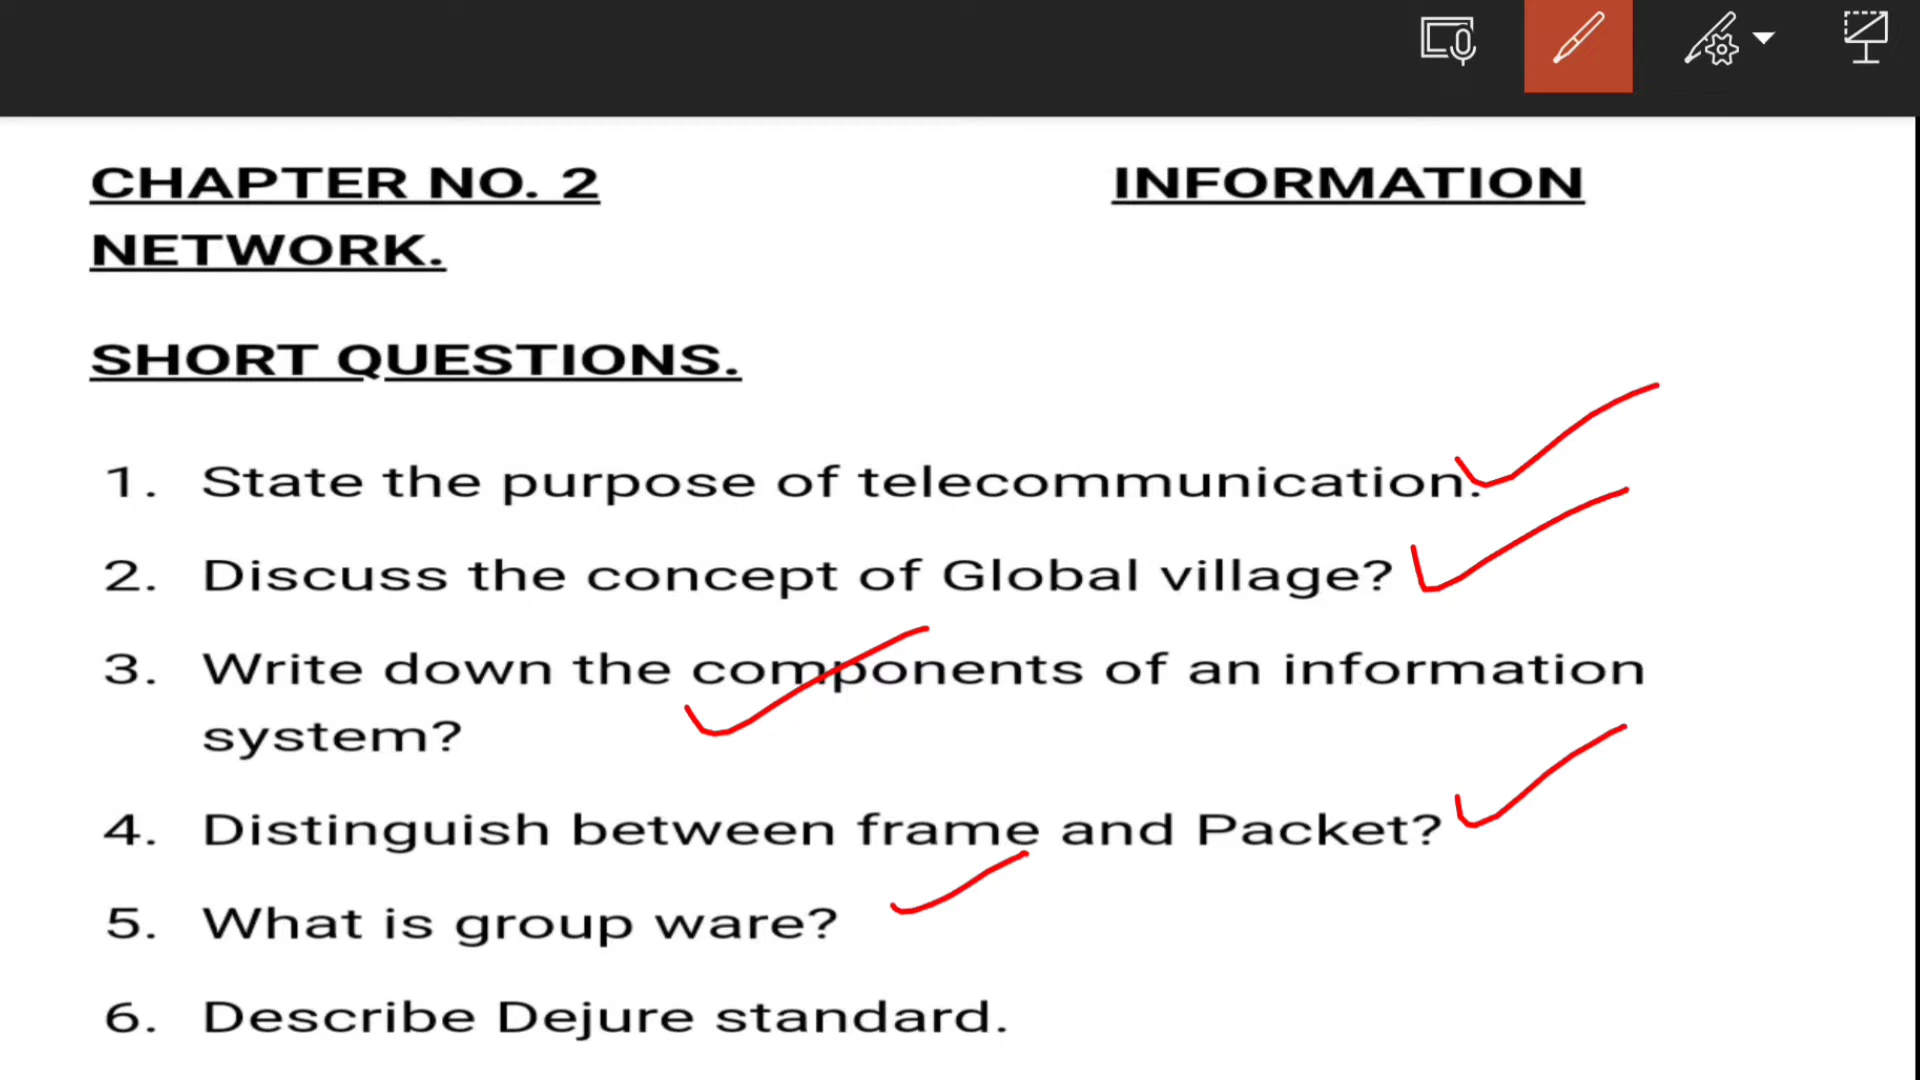 CHAPTER NO. 2 INFORMATION
NETWORK.
SHORT QUESTIONS.
1. State the purpose of telecommunication.
2. Discuss the concept of Global village?
3. Write down the components of an information
system?
4. Distinguish between frame and Packet?
5. What is group ware?
6. Describe Dejure standard.